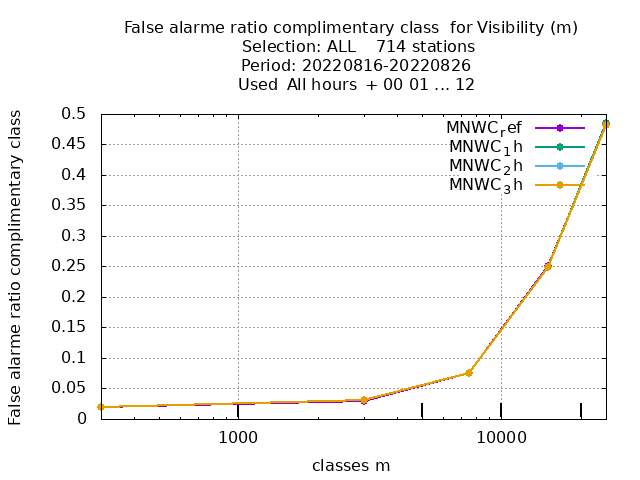 False alarme ratio complimentary class  for Visibility (m)
Selection: ALL    714 stations
Period: 20220816-20220826
Used  All hours  + 00 01 ... 12
False alarme ratio complimentary class
0.5
0.45
0.4
0.35
0.3
0.25
0.2
0.15
0.1
0.05
0
MNWC_ref
MNWC_1h
MNWC_2h
MNWC_3h
1000
10000
classes m